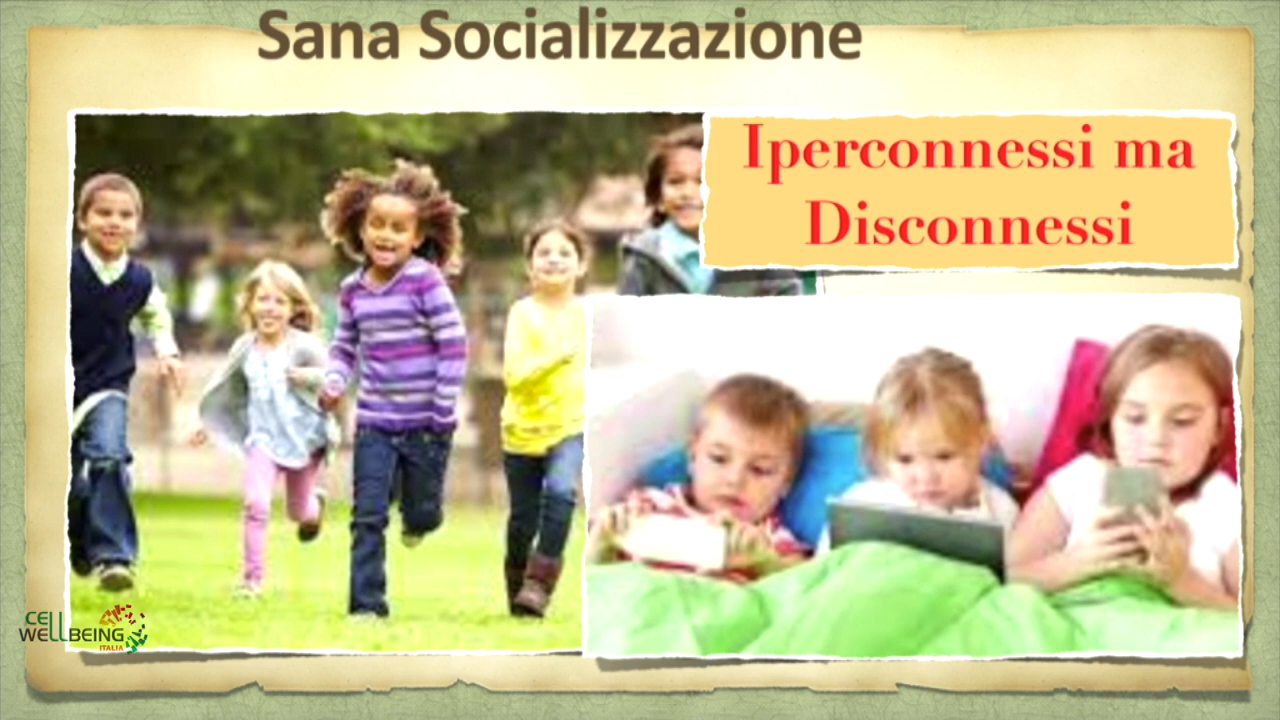 Sana Socializzazione
Iperconnessi ma
Disconnessi
CELL
WELLBEING
ITALIA